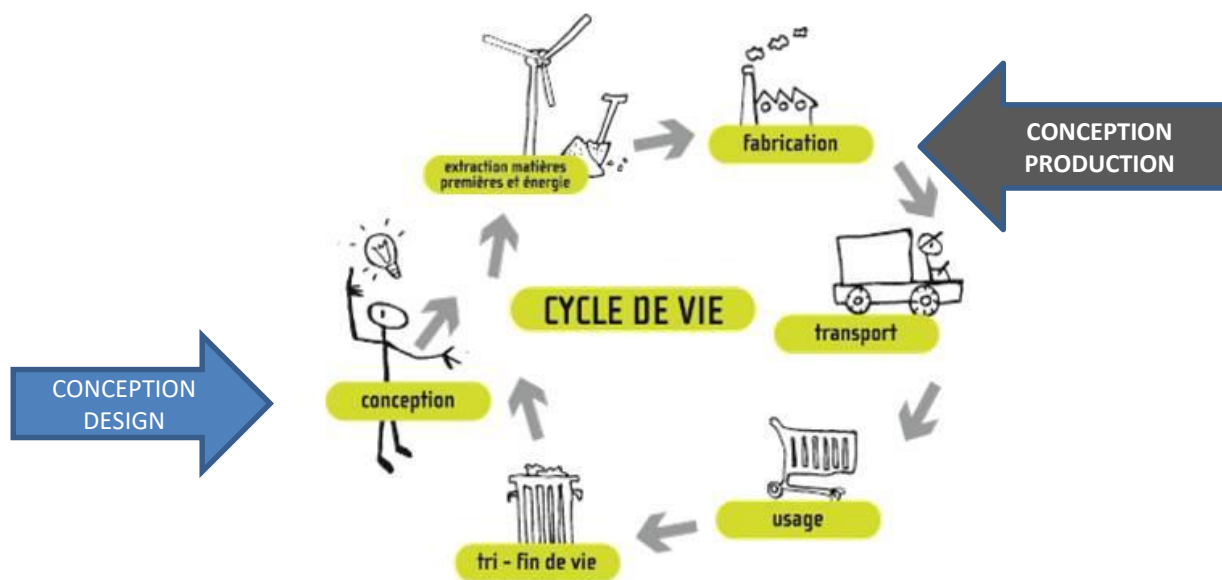 fabrication
CONCEPTION
PRODUCTION
extraction matières
premières et énergie
CYCLE DE VIE
transport
CONCEPTION
DESIGN
conception
usage
tri - fin de vie